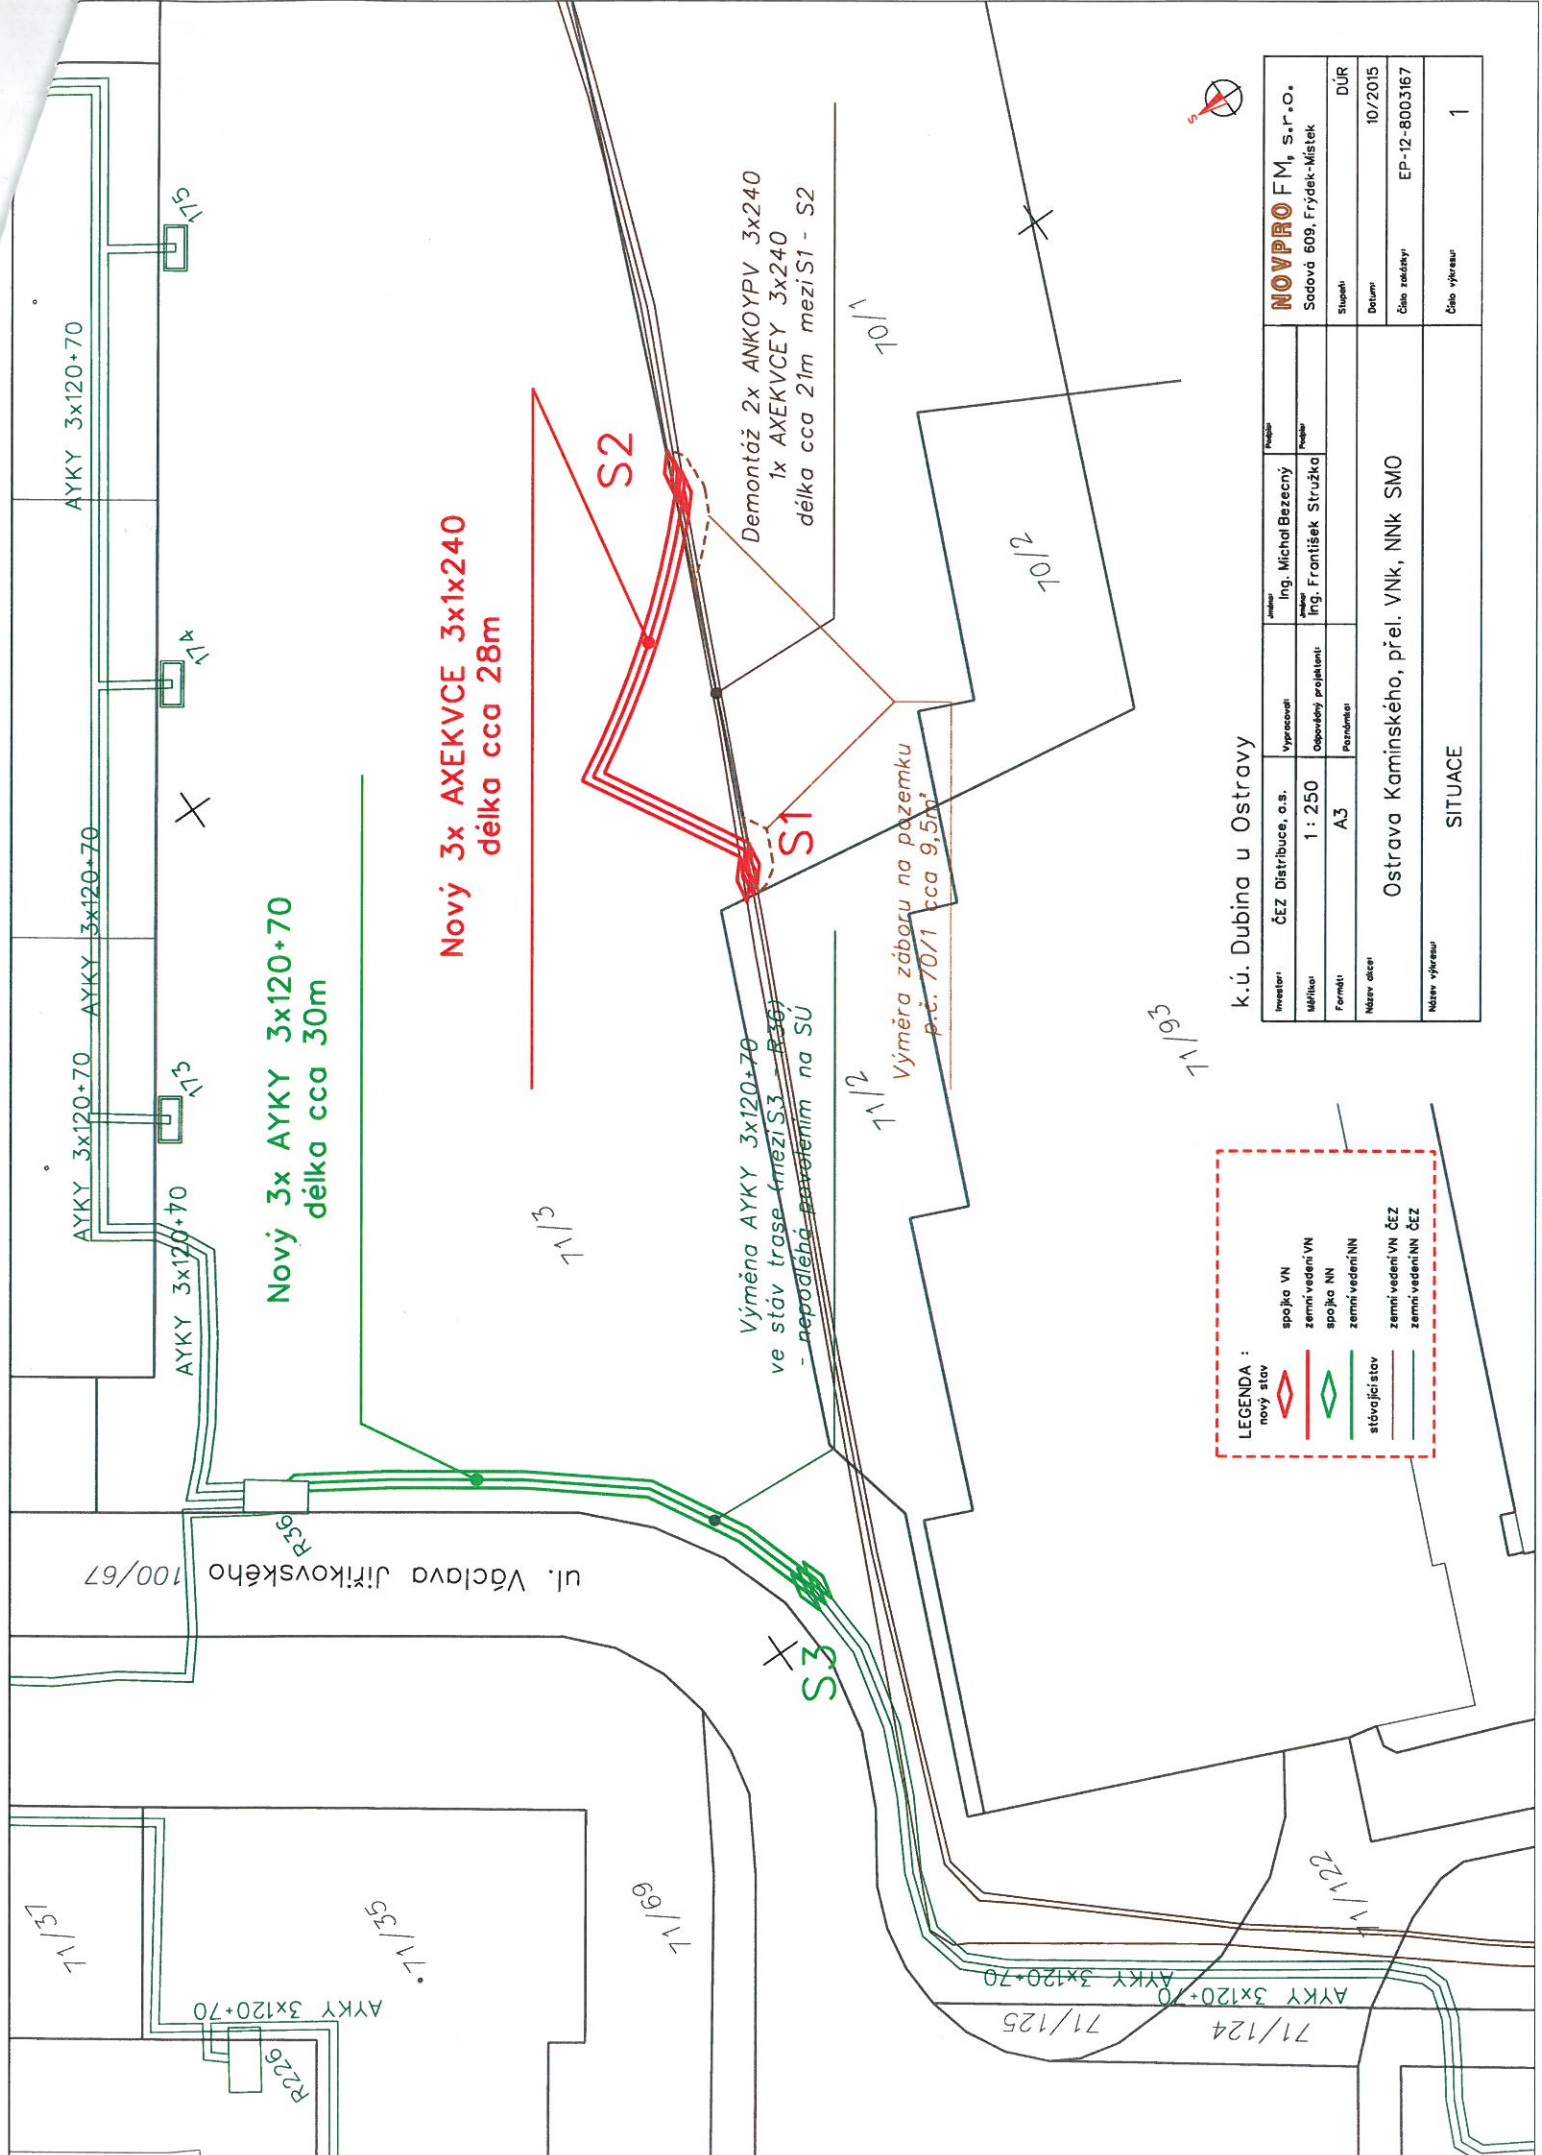 AYKY 3x120+70
AYKY 3x120+70
AYKY 3x120+70
AYKY 3x120+70
173
174
175
Nový 3x AYKY 3x120+70
délka cca 30m
Nový 3x AXEKVCE 3x1x240
délka cca 28m
S2
S1
S3
R36
ul. Václava Jiřikovského 100/67
71/37
71/35
71/69
71/3
AYKY 3x120+70
R226
Demontáž 2x ANKOYPV 3x240
1x AXEKVCEY 3x240
délka cca 21m mezi S1 - S2
70/1
70/2
Výměna AYKY 3x120+70
ve stáv trase (mezi S3 - R36)
- nepodléhá povolením na SÚ
71/2
Výměra záboru na pozemku
p.č. 70/1 cca 9,5m²
71/93
AYKY 3x120+70
AYKY 3x120+70
71/125
71/124
71/122
LEGENDA :
nový stav
spojka VN
zemní vedení VN
spojka NN
zemní vedení NN
stávající stav
zemní vedení VN ČEZ
zemní vedení NN ČEZ
S
k.ú. Dubina u Ostravy
Investor: ČEZ Distribuce, a.s.
Vypracoval: Jméno: Ing. Michal Bezecný Podpis:
NOVPRO FM, s.r.o.
Sadová 609, Frýdek-Místek
Měřítko: 1 : 250
Odpovědný projektant: Jméno: Ing. František Stružka Podpis:
Formát: A3
Poznámka:
Stupeň: DÚR
Název akce: Ostrava Kaminského, přel. VNk, NNk SMO
Datum: 10/2015
Číslo zakázky: EP-12-8003167
Název výkresu: SITUACE
Číslo výkresu: 1